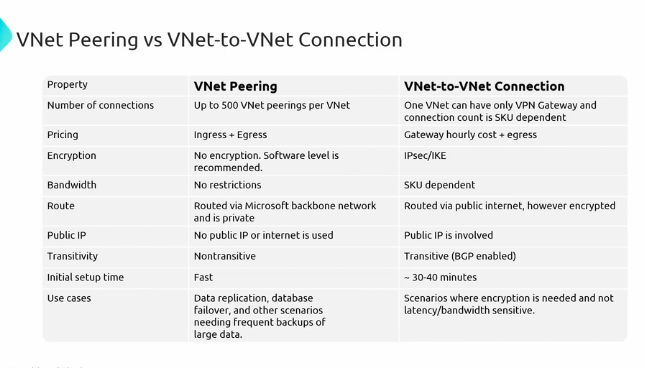 VNet Peering vs VNet-to-VNet Connection
Property VNet Peering VNet-to-VNet Connection
Number of connections Up to 500 VNet peerings per VNet One VNet can have only VPN Gateway and
connection count is SKU dependent
Pricing Ingress + Egress Gateway hourly cost + egress
Encryption No encryption. Software level is
recommended. IPsec/IKE
Bandwidth No restrictions SKU dependent
Route Routed via Microsoft backbone network
and is private Routed via public internet, however encrypted
Public IP No public IP or internet is used Public IP is involved
Transitivity Nontransitive Transitive (BGP enabled)
Initial setup time Fast ~ 30-40 minutes
Use cases Data replication, database
failover, and other scenarios
needing frequent backups of
large data. Scenarios where encryption is needed and not
latency/bandwidth sensitive.